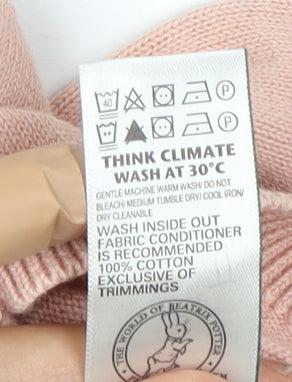 40 P
P
THINK CLIMATE
WASH AT 30°C
GENTLE MACHINE WARM WASH/ DO NOT
BLEACH/ MEDIUM TUMBLE DRY/ COOL IRON/
DRY CLEANABLE
WASH INSIDE OUT
FABRIC CONDITIONER
IS RECOMMENDED
100% COTTON
EXCLUSIVE OF
TRIMMINGS
THE WORLD OF BEATRIX POTTER